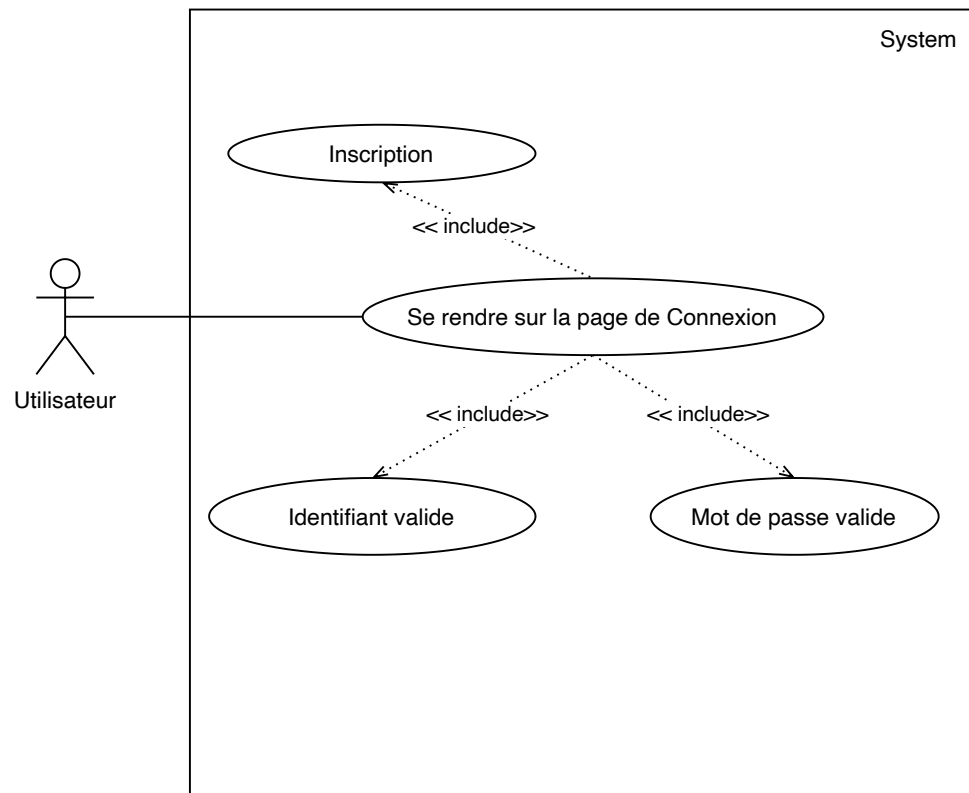 System
Inscription
<< include>>
Se rendre sur la page de Connexion
Utilisateur
<< include>>
<< include>>
Identifiant valide
Mot de passe valide